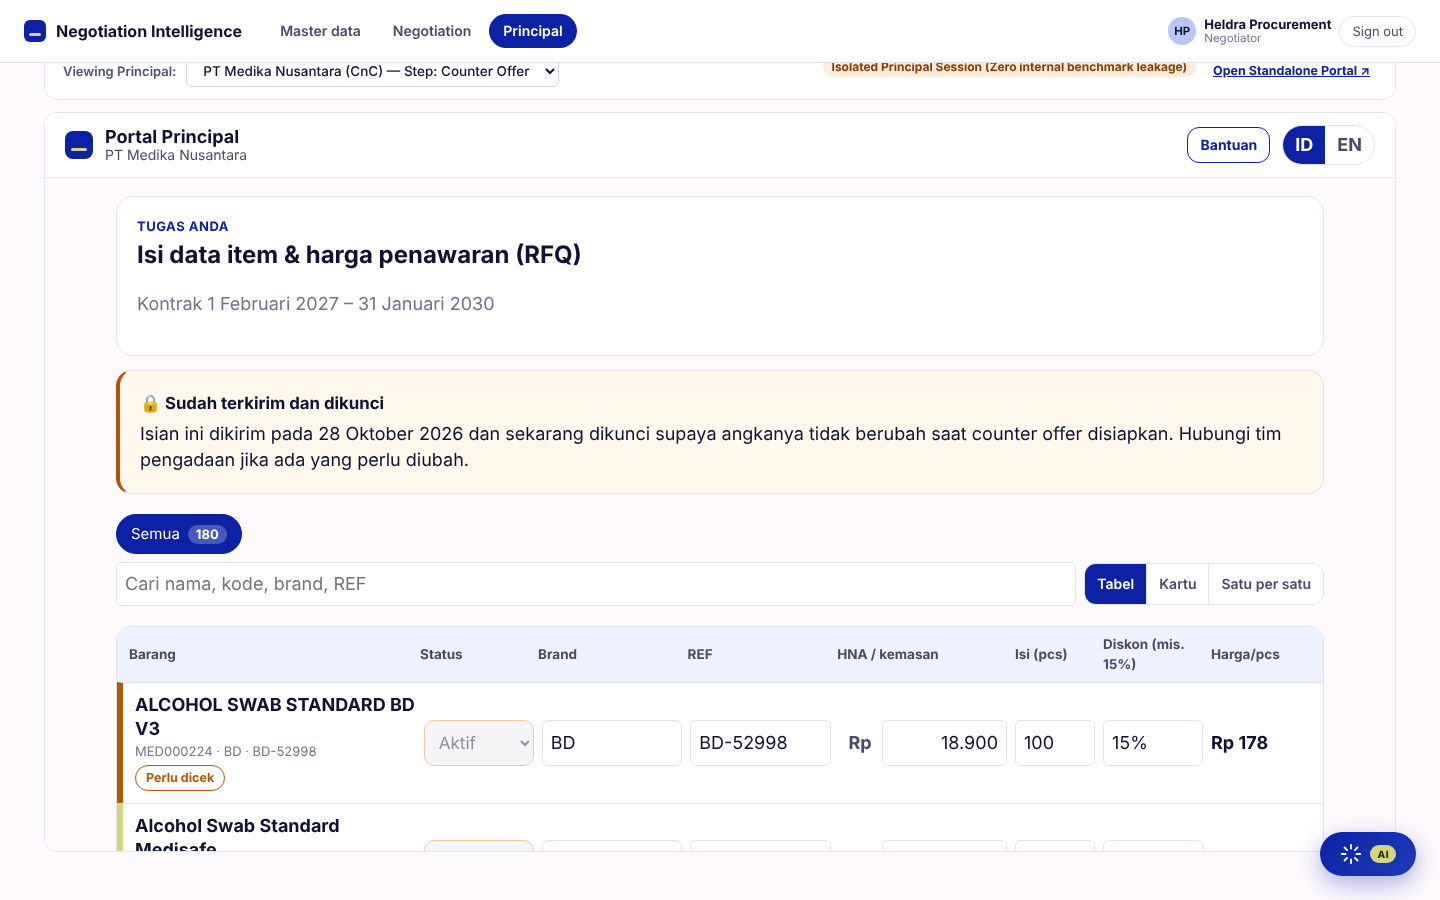 Negotiation Intelligence
Master data
Negotiation
Principal
HP
Heldra Procurement
Negotiator
Sign out
Viewing Principal:
PT Medika Nusantara (CnC) — Step: Counter Offer
Isolated Principal Session (Zero internal benchmark leakage)
Open Standalone Portal ↗
Portal Principal
PT Medika Nusantara
Bantuan
ID
EN
TUGAS ANDA
Isi data item & harga penawaran (RFQ)
Kontrak 1 Februari 2027 – 31 Januari 2030
🔒 Sudah terkirim dan dikunci
Isian ini dikirim pada 28 Oktober 2026 dan sekarang dikunci supaya angkanya tidak berubah saat counter offer disiapkan. Hubungi tim
pengadaan jika ada yang perlu diubah.
Semua 180
Cari nama, kode, brand, REF
Tabel
Kartu
Satu per satu
Barang
Status
Brand
REF
HNA / kemasan
Isi (pcs)
Diskon (mis.
15%)
Harga/pcs
ALCOHOL SWAB STANDARD BD
V3
MED000224 · BD · BD-52998
Perlu dicek
Aktif
BD
BD-52998
Rp
18.900
100
15%
Rp 178
Alcohol Swab Standard
Medisafe
AI